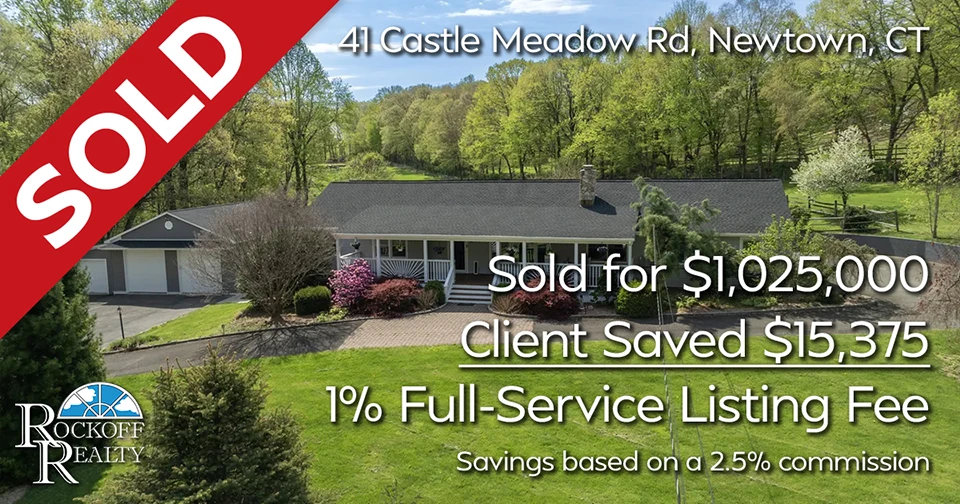 SOLD
41 Castle Meadow Rd, Newtown, CT
Sold for $1,025,000
Client Saved $15,375
1% Full-Service Listing Fee
Savings based on a 2.5% commission
ROCKOFF
REALTY